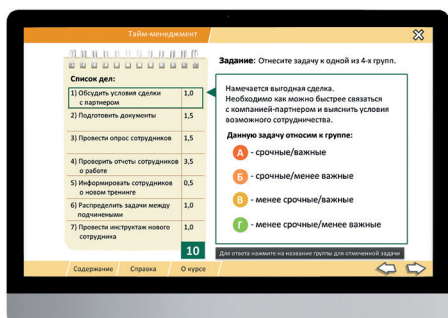 Тайм-менеджмент
Список дел:
1) Обсудить условия сделки
с партнером
1,0
2) Подготовить документы
1,5
3) Провести опрос сотрудников
1,5
4) Проверить отчеты сотрудников
о работе
3,5
5) Информировать сотрудников
о новом тренинге
0,5
6) Распределить задачи между
подчинеными
1,0
7) Провести инструктаж нового
сотрудника
1,0
10
Задание: Отнесите задачу к одной из 4-х групп.
Намечается выгодная сделка.
Необходимо как можно быстрее связаться
с компанией-партнером и выяснить условия
возможного сотрудничества.
Данную задачу относим к группе:
А - срочные/важные
Б - срочные/менее важные
В - менее срочные/важные
Г - менее срочные/менее важные
Для ответа нажмите на название группы для отмеченной задачи
Содержание
Справка
О курсе